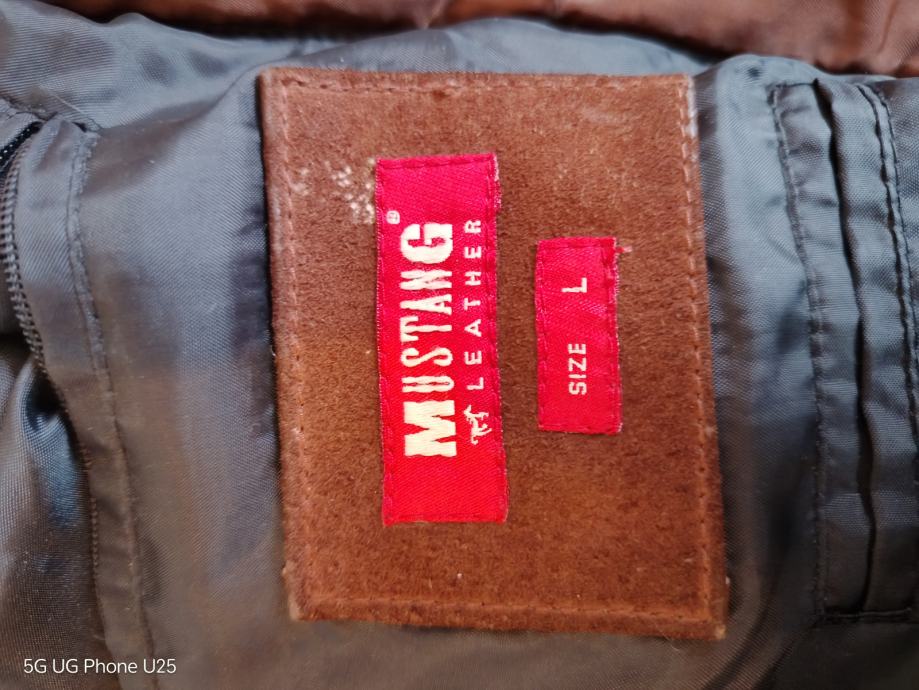 MUSTANG®
LEATHER
SIZE L
5G UG Phone U25